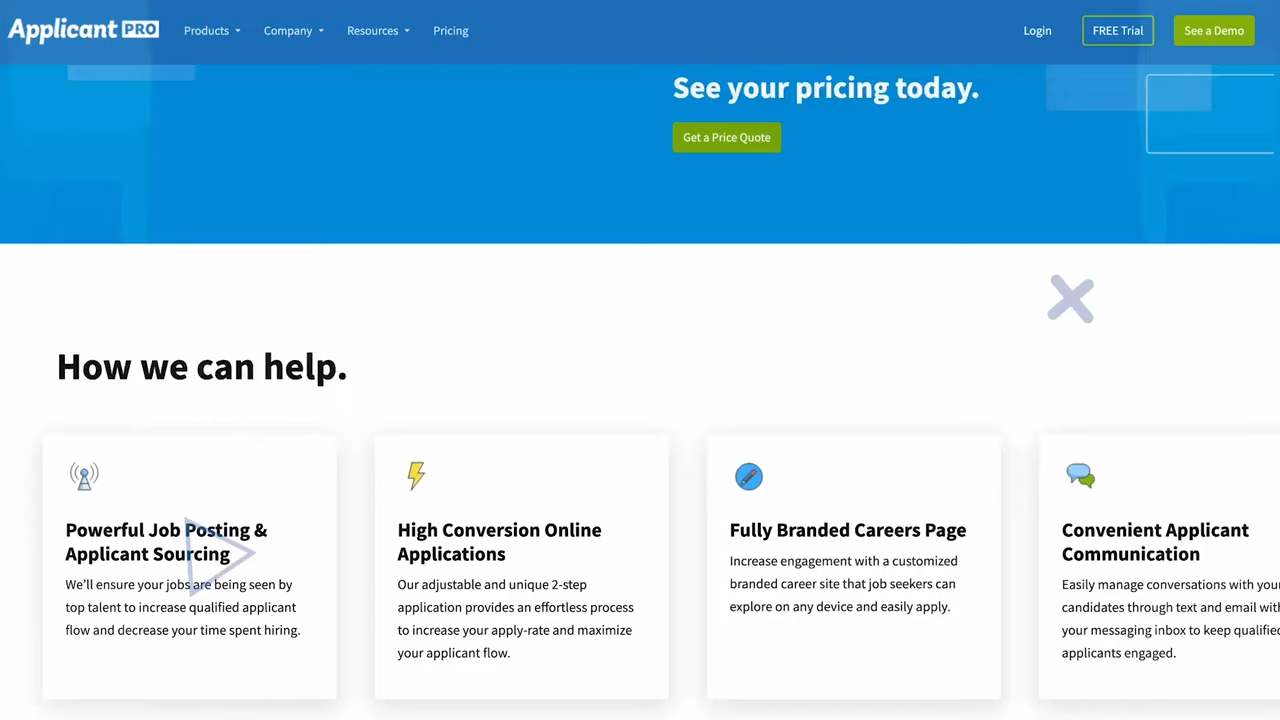 Applicant PRO
Products
Company
Resources
Pricing
Login
FREE Trial
See a Demo
See your pricing today.
Get a Price Quote
How we can help.
Powerful Job Posting &
Applicant Sourcing
We'll ensure your jobs are being seen by
top talent to increase qualified applicant
flow and decrease your time spent hiring.
High Conversion Online
Applications
Our adjustable and unique 2-step
application provides an effortless process
to increase your apply-rate and maximize
your applicant flow.
Fully Branded Careers Page
Increase engagement with a customized
branded career site that job seekers can
explore on any device and easily apply.
Convenient Applicant
Communication
Easily manage conversations with your
candidates through text and email with
your messaging inbox to keep qualified
applicants engaged.